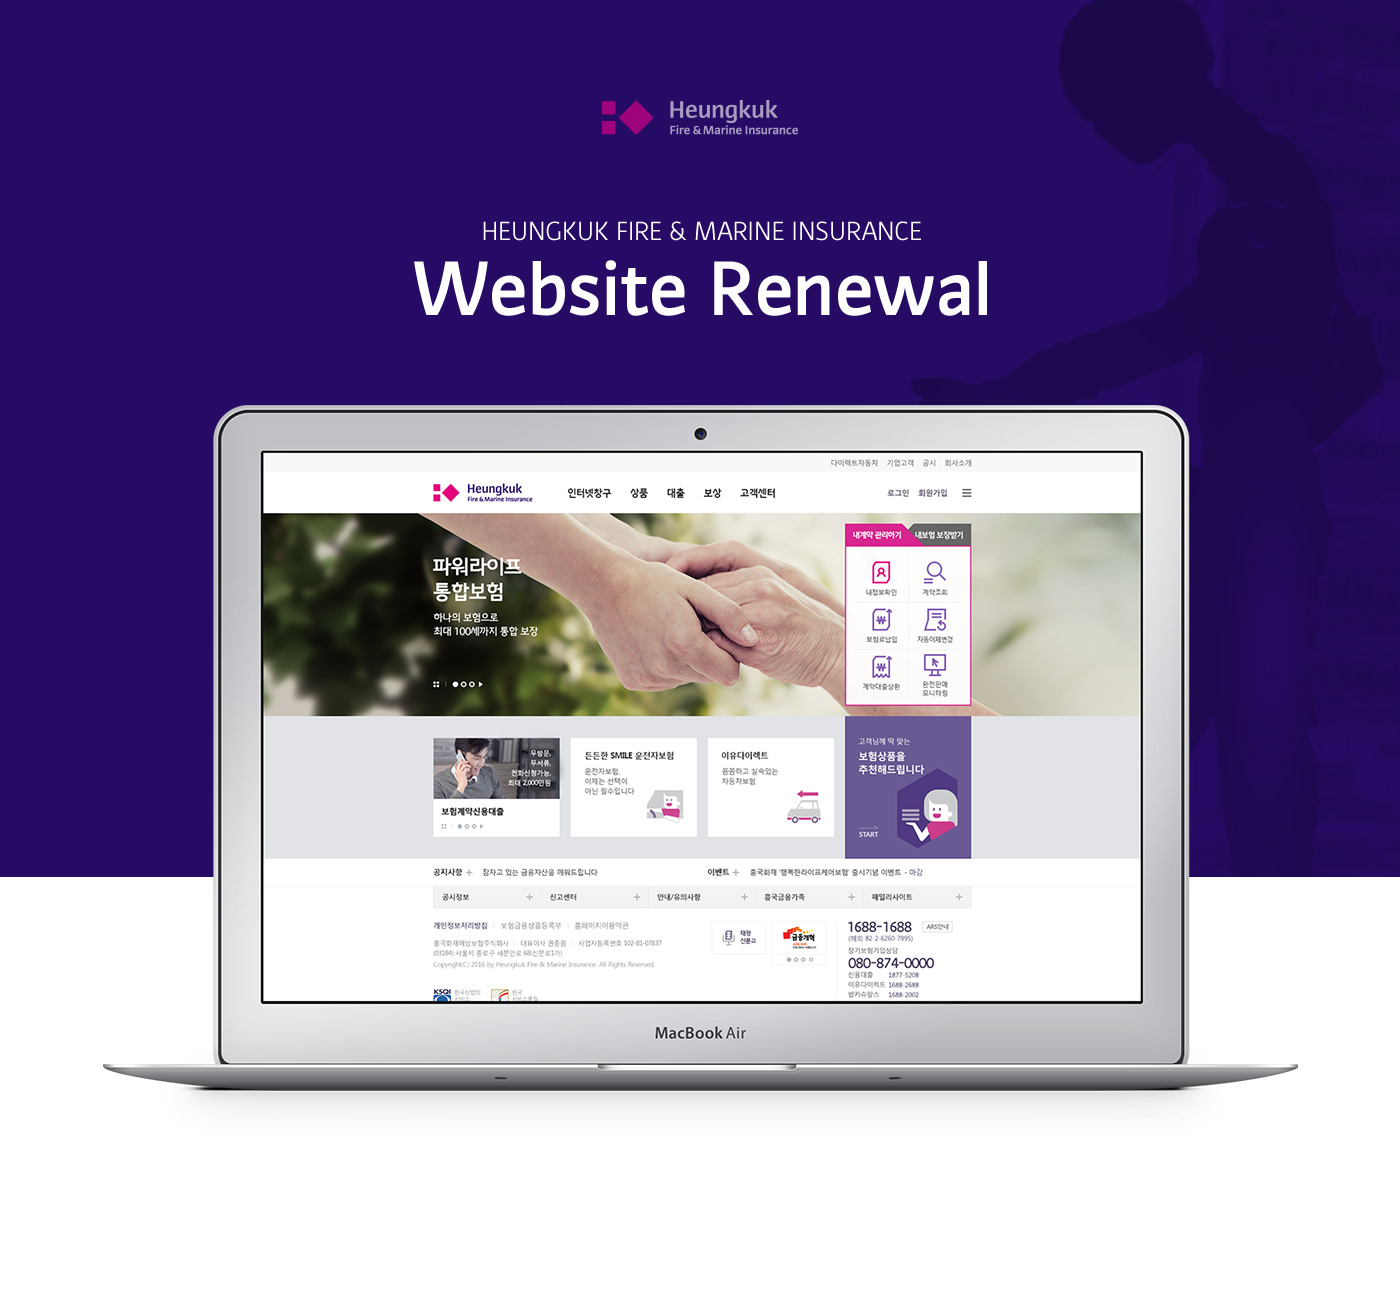 Heungkuk
Fire & Marine Insurance
HEUNGKUK FIRE & MARINE INSURANCE
Website Renewal
다이렉트자동차 기업고객 공시 회사소개
Heungkuk
Fire & Marine Insurance
인터넷창구 상품 대출 보상 고객센터
로그인 회원가입
파워라이프
통합보험
하나의 보험으로
최대 100세까지 통합 보장
내계약 관리하기
내보험 보장받기
내정보확인
계약조회
보험료납입
자동이체변경
계약대출상환
완전판매
모니터링
무방문,
무서류,
전화신청가능,
최대 2,000만원
보험계약신용대출
든든한 SMILE 운전자보험
운전자보험,
이제는 선택이
아닌 필수입니다
이유다이렉트
꼼꼼하고 실속있는
자동차보험
고객님께 딱 맞는
보험상품을
추천해드립니다
START
공지사항 + 잠자고 있는 금융자산을 깨워드립니다
이벤트 + 흥국화재 '행복한라이프케어보험' 출시기념 이벤트 - 마감
공시정보 +
신고센터 +
안내/유의사항 +
흥국금융가족 +
패밀리사이트 +
개인정보처리방침 | 보험금융상품등록부 | 홈페이지이용약관
흥국화재해상보험주식회사 | 대표이사 권중원 | 사업자등록번호 102-81-07837
(03184) 서울시 종로구 새문안로 68(신문로1가)
Copyright(C) 2016 by Heungkuk Fire & Marine Insurance. All Rights Reserved.
태광
신문고
금융개혁
1688-1688 ARS안내
(해외 82-2-6260-7995)
장기보험가입상담
080-874-0000
신용대출 1877-5208
이유다이렉트 1688-2688
방카슈랑스 1688-2002
KSQI 한국산업의
한국
MacBook Air